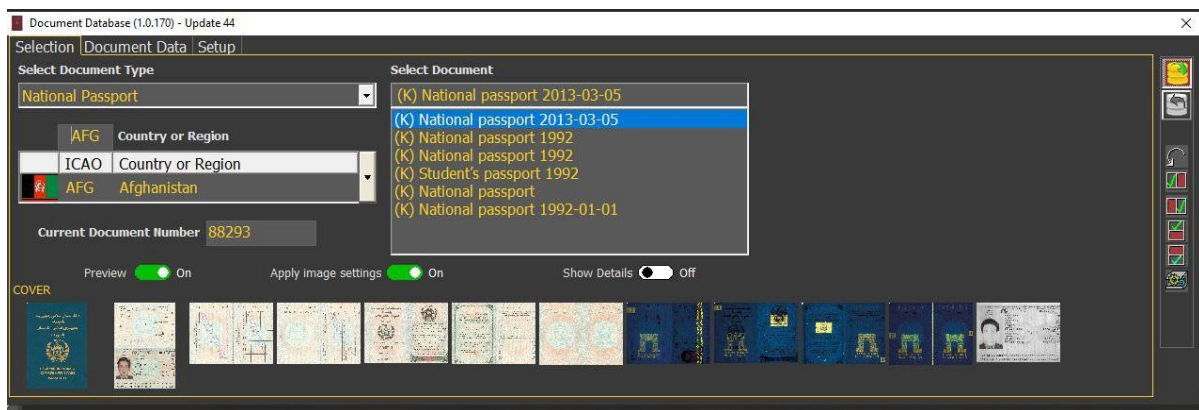 Document Database (1.0.170) - Update 44
Selection Document Data Setup
Select Document Type
National Passport
AFG Country or Region
ICAO Country or Region
AFG Afghanistan
Current Document Number 88293
Select Document
(K) National passport 2013-03-05
(K) National passport 2013-03-05
(K) National passport 1992
(K) National passport 1992
(K) Student's passport 1992
(K) National passport
(K) National passport 1992-01-01
Preview On Apply image settings On Show Details Off
COVER